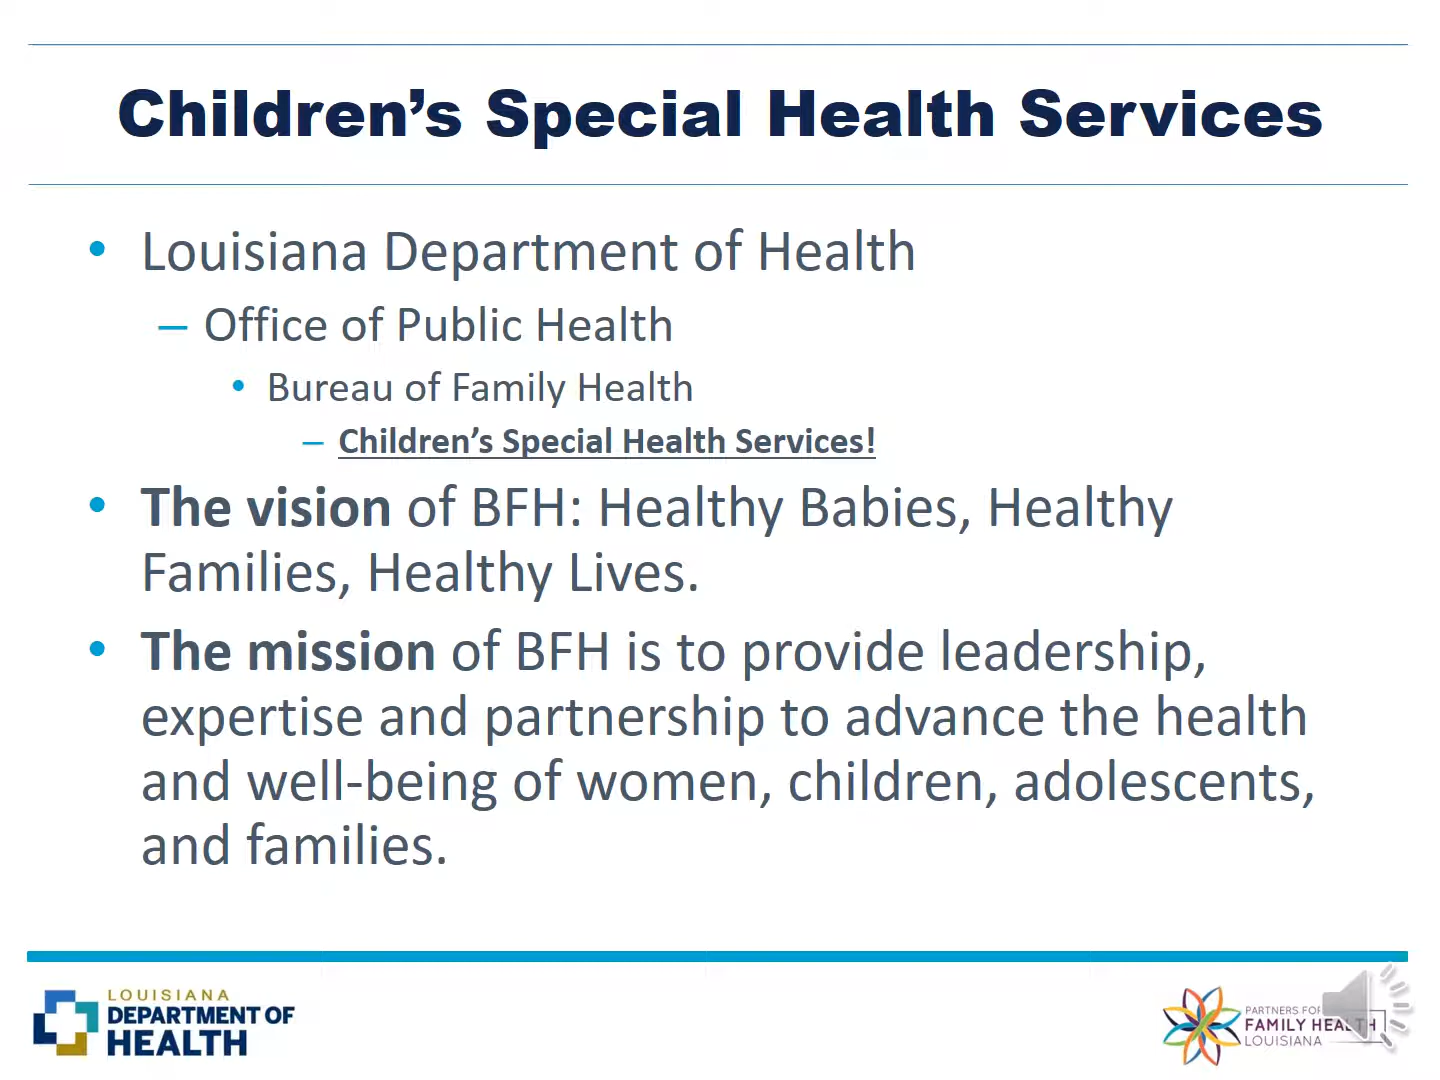 Children’s Special Health Services
• Louisiana Department of Health
– Office of Public Health
• Bureau of Family Health
– Children’s Special Health Services!
• The vision of BFH: Healthy Babies, Healthy
Families, Healthy Lives.
• The mission of BFH is to provide leadership,
expertise and partnership to advance the health
and well-being of women, children, adolescents,
and families.
LOUISIANA
DEPARTMENT OF
HEALTH
PARTNERS FOR
FAMILY HEALTH
LOUISIANA